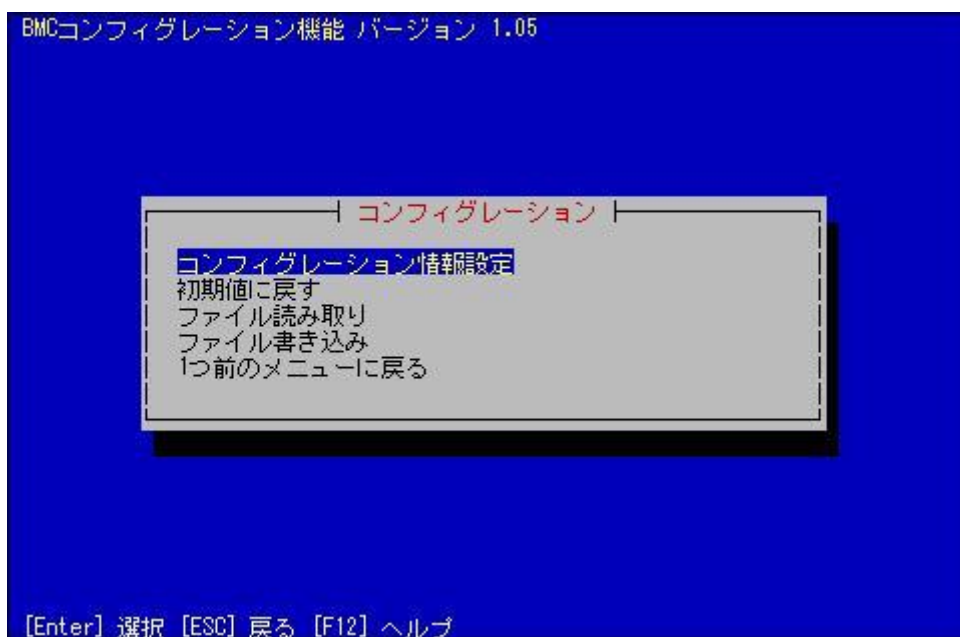 BMCコンフィグレーション機能 バージョン 1.05
コンフィグレーション
コンフィグレーション情報設定
初期値に戻す
ファイル読み取り
ファイル書き込み
1つ前のメニューに戻る
[Enter] 選択 [ESC] 戻る [F12] ヘルプ